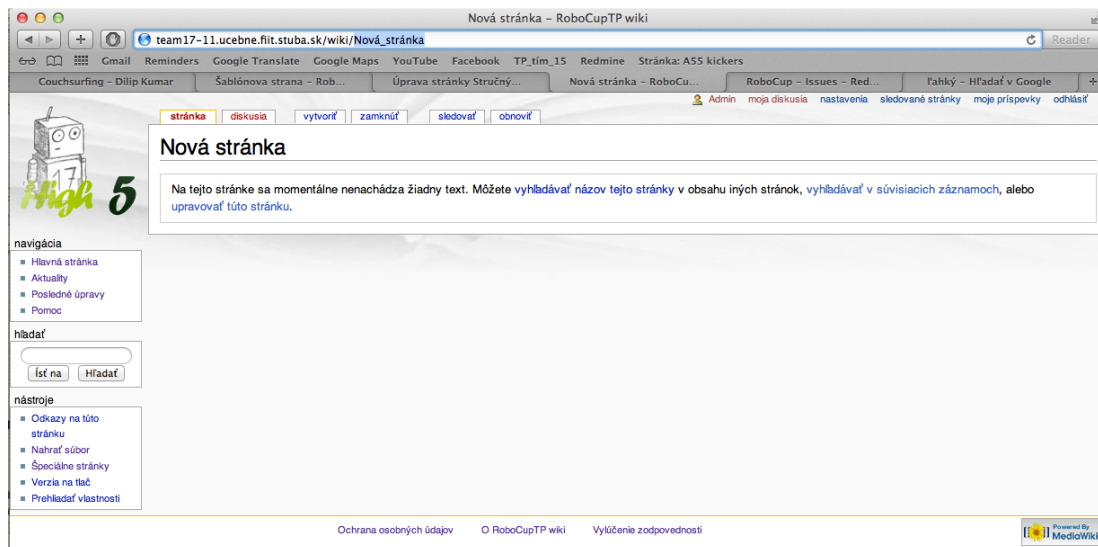 Nová stránka – RoboCupTP wiki
team17-11.ucebne.fiit.stuba.sk/wiki/Nová_stránka
Reader
Gmail Reminders Google Translate Google Maps YouTube Facebook TP_tim_15 Redmine Stránka: A55 kickers
Couchsurfing – Dilip Kumar Šablónova strana – Rob... Úprava stránky Stručný... Nová stránka – RoboCu... RoboCup – Issues – Red... ľahký – Hľadať v Google
Admin moja diskusia nastavenia sledované stránky moje príspevky odhlásiť
stránka diskusia vytvoriť zamknúť sledovať obnoviť
Nová stránka
17
High 5
Na tejto stránke sa momentálne nenachádza žiadny text. Môžete vyhľadávať názov tejto stránky v obsahu iných stránok, vyhľadávať v súvisiacich záznamoch, alebo
upravovať túto stránku.
navigácia
Hlavná stránka
Aktuality
Posledné úpravy
Pomoc
hľadať
Ísť na Hľadať
nástroje
Odkazy na túto
stránku
Nahrať súbor
Špeciálne stránky
Verzia na tlač
Prehliadať vlastnosti
Ochrana osobných údajov O RoboCupTP wiki Vylúčenie zodpovednosti
Powered By
MediaWiki